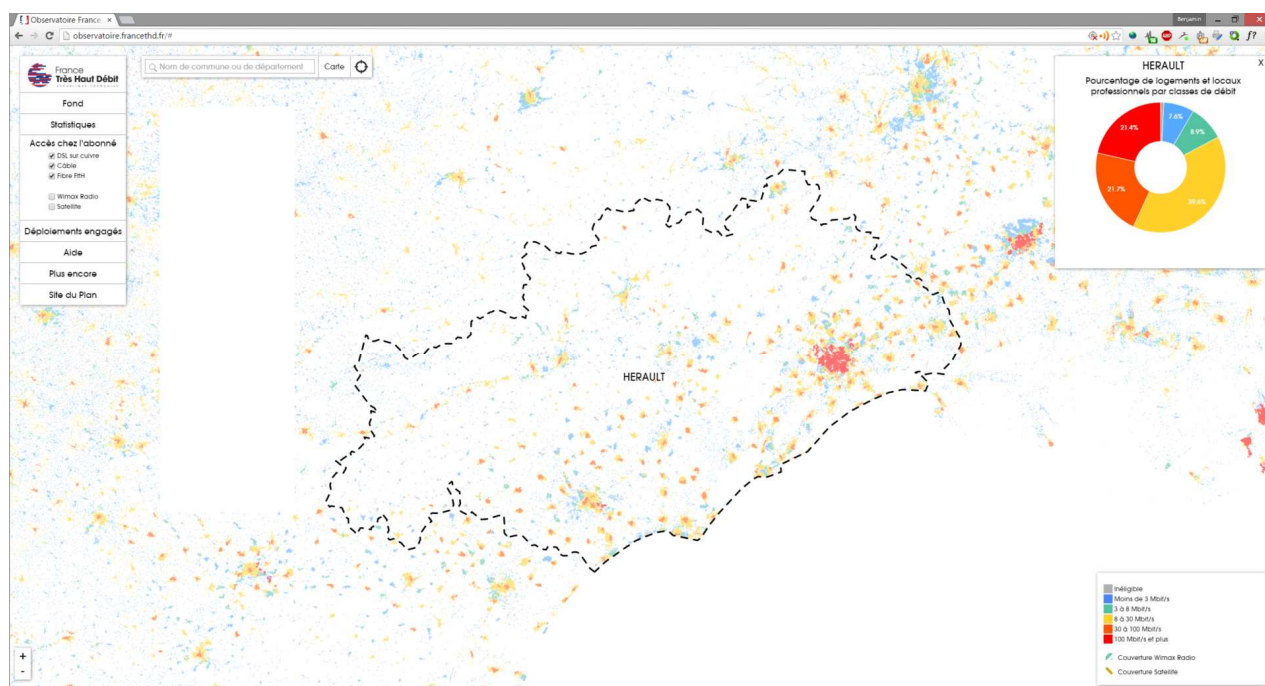 Observatoire France
Benjamin
observatoire.francethd.fr/#
f?
France
Très Haut Débit
RÉPUBLIQUE FRANÇAISE
Nom de commune ou de département
Carte
Fond
Statistiques
Accès chez l'abonné
DSL sur cuivre
Câble
Fibre FttH
Wimax Radio
Satellite
Déploiements engagés
Aide
Plus encore
Site du Plan
HERAULT
X
Pourcentage de logements et locaux
professionnels par classes de débit
7.6%
8.9%
21.4%
21.7%
HERAULT
Inéligible
Moins de 3 Mbit/s
3 à 8 Mbit/s
8 à 30 Mbit/s
30 à 100 Mbit/s
100 Mbit/s et plus
Couverture Wimax Radio
Couverture Satellite
+
-